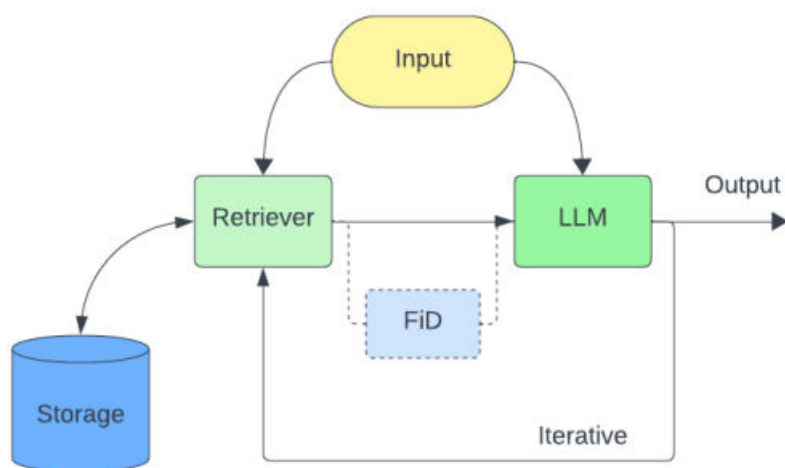 Input
Retriever
LLM
Output
FiD
Storage
Iterative